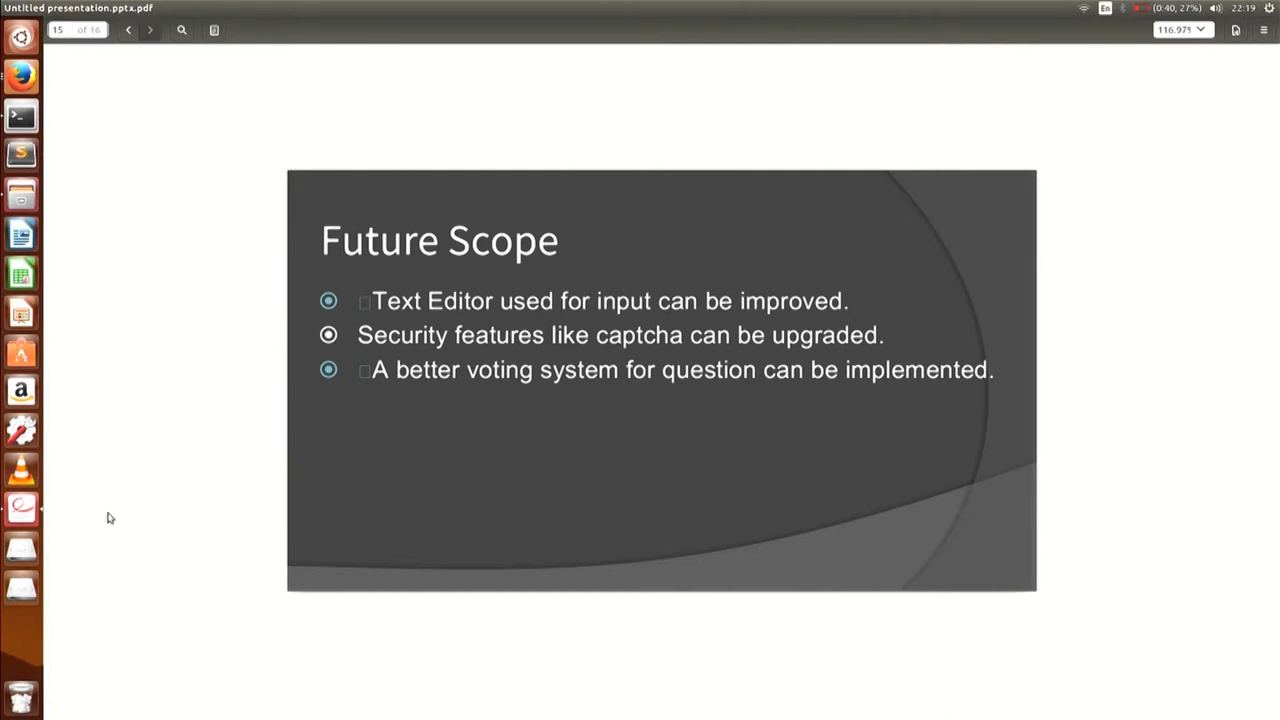 Untitled presentation.pptx.pdf
En
(0:40, 27%)
22:19
15 of 16
116.97%
Future Scope
Text Editor used for input can be improved.
Security features like captcha can be upgraded.
A better voting system for question can be implemented.